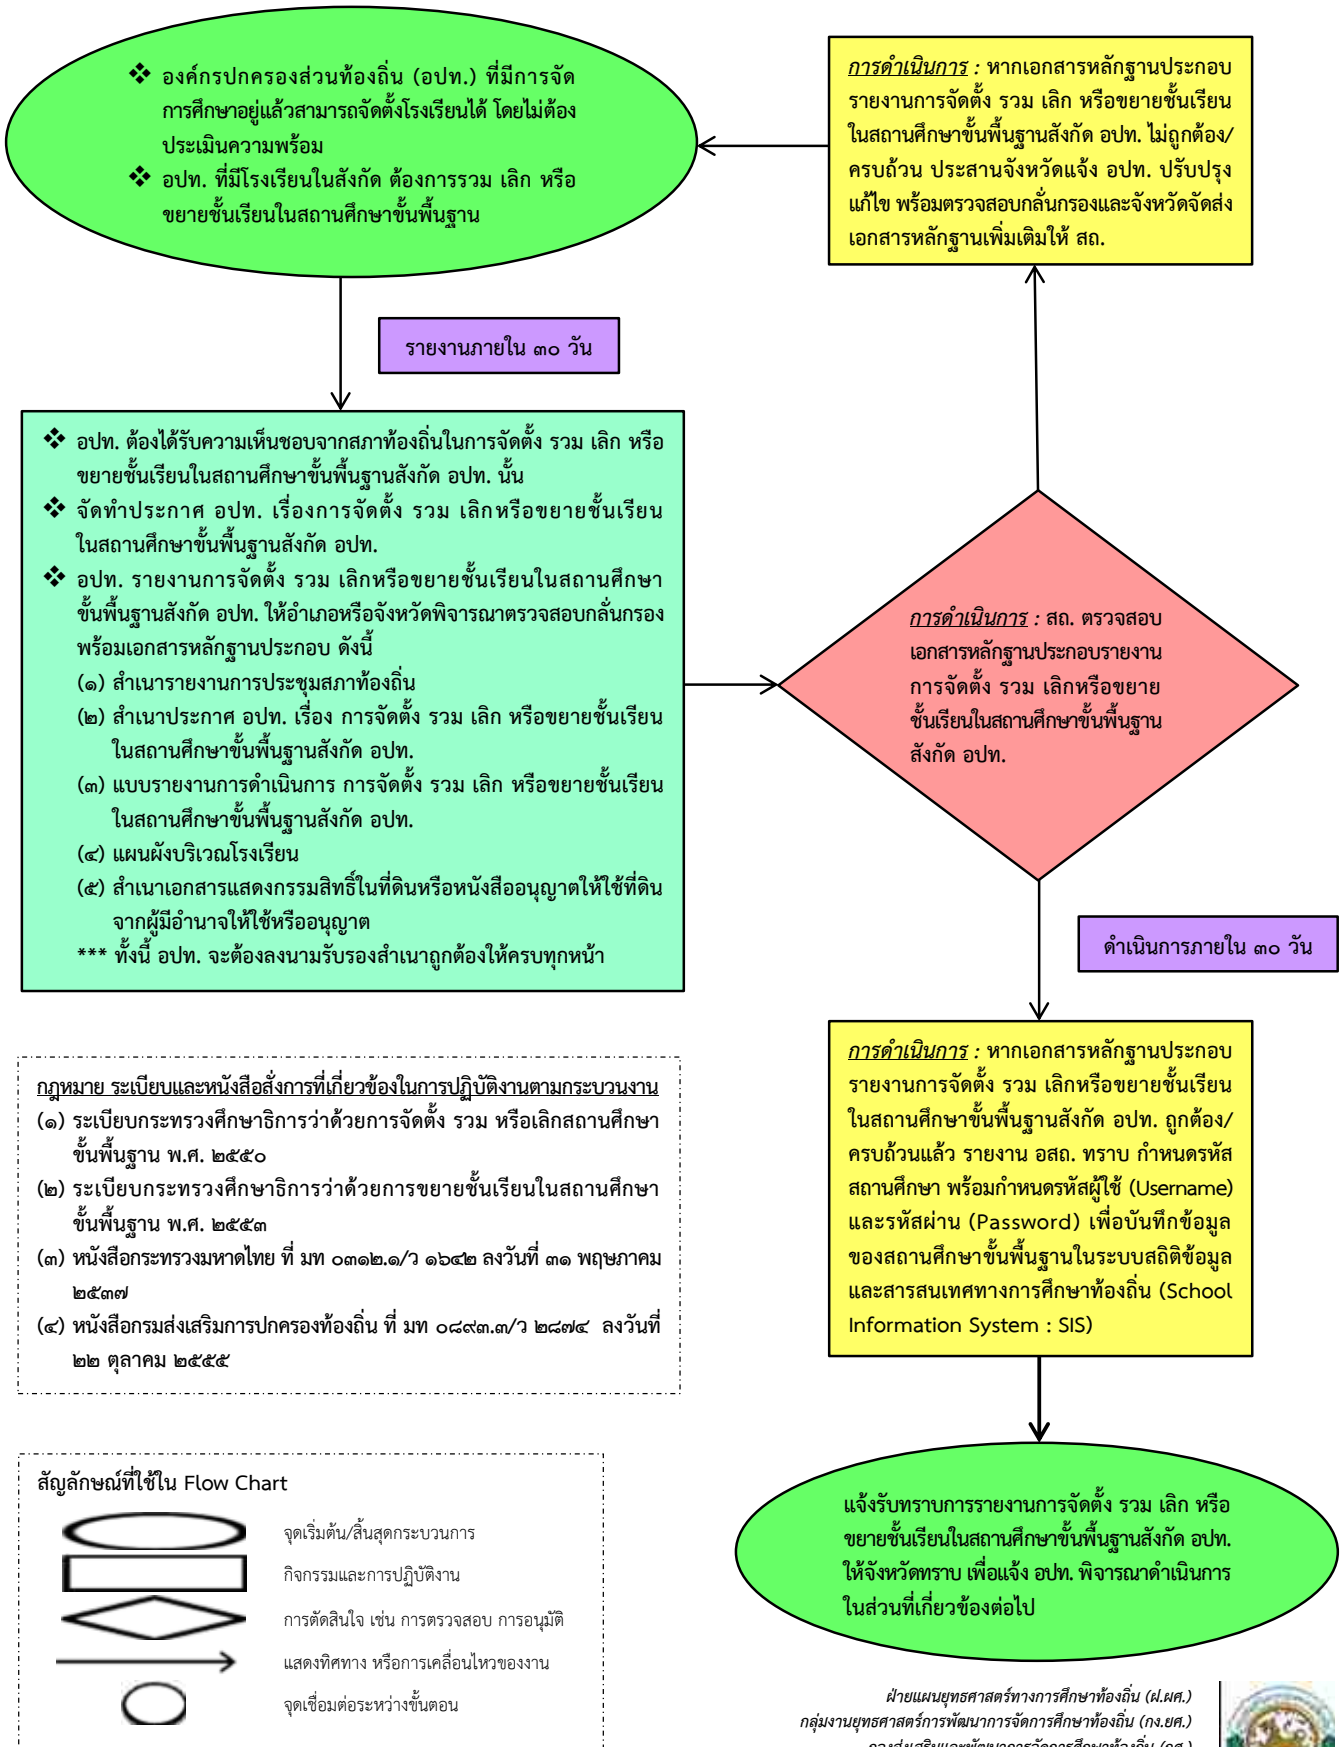 ❖ องค์กรปกครองส่วนท้องถิ่น (อปท.) ที่มีการจัด
การศึกษาอยู่แล้วสามารถจัดตั้งโรงเรียนได้ โดยไม่ต้อง
ประเมินความพร้อม
❖ อปท. ที่มีโรงเรียนในสังกัด ต้องการรวม เลิก หรือ
ขยายชั้นเรียนในสถานศึกษาขั้นพื้นฐาน
รายงานภายใน ๓๐ วัน
❖ อปท. ต้องได้รับความเห็นชอบจากสภาท้องถิ่นในการจัดตั้ง รวม เลิก หรือ
ขยายชั้นเรียนในสถานศึกษาขั้นพื้นฐานสังกัด อปท. นั้น
❖ จัดทำประกาศ อปท. เรื่องการจัดตั้ง รวม เลิกหรือขยายชั้นเรียน
ในสถานศึกษาขั้นพื้นฐานสังกัด อปท.
❖ อปท. รายงานการจัดตั้ง รวม เลิกหรือขยายชั้นเรียนในสถานศึกษา
ขั้นพื้นฐานสังกัด อปท. ให้อำเภอหรือจังหวัดพิจารณาตรวจสอบกลั่นกรอง
พร้อมเอกสารหลักฐานประกอบ ดังนี้
(๑) สำเนารายงานการประชุมสภาท้องถิ่น
(๒) สำเนาประกาศ อปท. เรื่อง การจัดตั้ง รวม เลิก หรือขยายชั้นเรียน
ในสถานศึกษาขั้นพื้นฐานสังกัด อปท.
(๓) แบบรายงานการดำเนินการ การจัดตั้ง รวม เลิก หรือขยายชั้นเรียน
ในสถานศึกษาขั้นพื้นฐานสังกัด อปท.
(๔) แผนผังบริเวณโรงเรียน
(๕) สำเนาเอกสารแสดงกรรมสิทธิ์ในที่ดินหรือหนังสืออนุญาตให้ใช้ที่ดิน
จากผู้มีอำนาจให้ใช้หรืออนุญาต
*** ทั้งนี้ อปท. จะต้องลงนามรับรองสำเนาถูกต้องให้ครบทุกหน้า
การดำเนินการ : สถ. ตรวจสอบ
เอกสารหลักฐานประกอบรายงาน
การจัดตั้ง รวม เลิกหรือขยาย
ชั้นเรียนในสถานศึกษาขั้นพื้นฐาน
สังกัด อปท.
การดำเนินการ : หากเอกสารหลักฐานประกอบ
รายงานการจัดตั้ง รวม เลิก หรือขยายชั้นเรียน
ในสถานศึกษาขั้นพื้นฐานสังกัด อปท. ไม่ถูกต้อง/
ครบถ้วน ประสานจังหวัดแจ้ง อปท. ปรับปรุง
แก้ไข พร้อมตรวจสอบกลั่นกรองและจังหวัดจัดส่ง
เอกสารหลักฐานเพิ่มเติมให้ สถ.
ดำเนินการภายใน ๓๐ วัน
การดำเนินการ : หากเอกสารหลักฐานประกอบ
รายงานการจัดตั้ง รวม เลิกหรือขยายชั้นเรียน
ในสถานศึกษาขั้นพื้นฐานสังกัด อปท. ถูกต้อง/
ครบถ้วนแล้ว รายงาน อสถ. ทราบ กำหนดรหัส
สถานศึกษา พร้อมกำหนดรหัสผู้ใช้ (Username)
และรหัสผ่าน (Password) เพื่อบันทึกข้อมูล
ของสถานศึกษาขั้นพื้นฐานในระบบสถิติข้อมูล
และสารสนเทศทางการศึกษาท้องถิ่น (School
Information System : SIS)
แจ้งรับทราบการรายงานการจัดตั้ง รวม เลิก หรือ
ขยายชั้นเรียนในสถานศึกษาขั้นพื้นฐานสังกัด อปท.
ให้จังหวัดทราบ เพื่อแจ้ง อปท. พิจารณาดำเนินการ
ในส่วนที่เกี่ยวข้องต่อไป
กฎหมาย ระเบียบและหนังสือสั่งการที่เกี่ยวข้องในการปฏิบัติงานตามกระบวนงาน
(๑) ระเบียบกระทรวงศึกษาธิการว่าด้วยการจัดตั้ง รวม หรือเลิกสถานศึกษา
ขั้นพื้นฐาน พ.ศ. ๒๕๕๐
(๒) ระเบียบกระทรวงศึกษาธิการว่าด้วยการขยายชั้นเรียนในสถานศึกษา
ขั้นพื้นฐาน พ.ศ. ๒๕๕๓
(๓) หนังสือกระทรวงมหาดไทย ที่ มท ๐๓๑๒.๑/ว ๑๖๔๒ ลงวันที่ ๓๑ พฤษภาคม
๒๕๓๗
(๔) หนังสือกรมส่งเสริมการปกครองท้องถิ่น ที่ มท ๐๘๙๓.๓/ว ๒๘๗๔ ลงวันที่
๒๒ ตุลาคม ๒๕๕๕
สัญลักษณ์ที่ใช้ใน Flow Chart
จุดเริ่มต้น/สิ้นสุดกระบวนการ
กิจกรรมและการปฏิบัติงาน
การตัดสินใจ เช่น การตรวจสอบ การอนุมัติ
แสดงทิศทาง หรือการเคลื่อนไหวของงาน
จุดเชื่อมต่อระหว่างขั้นตอน
ฝ่ายแผนยุทธศาสตร์ทางการศึกษาท้องถิ่น (ฝ.ผศ.)
กลุ่มงานยุทธศาสตร์การพัฒนาการจัดการศึกษาท้องถิ่น (กง.ยศ.)
กองส่งเสริมและพัฒนาการจัดการศึกษาท้องถิ่น (กศ.)